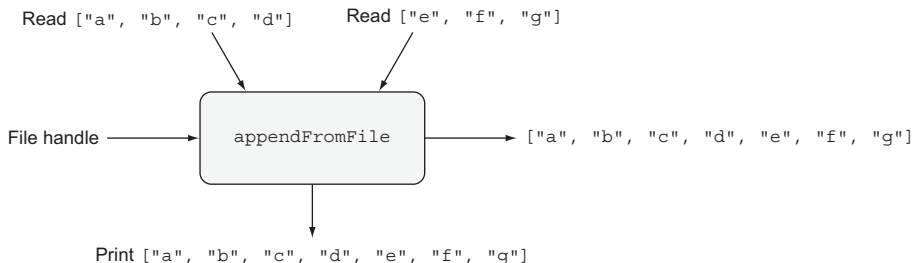 Read ["a", "b", "c", "d"]
Read ["e", "f", "g"]
File handle
appendFromFile
["a", "b", "c", "d", "e", "f", "g"]
Print ["a", "b", "c", "d", "e", "f", "g"]